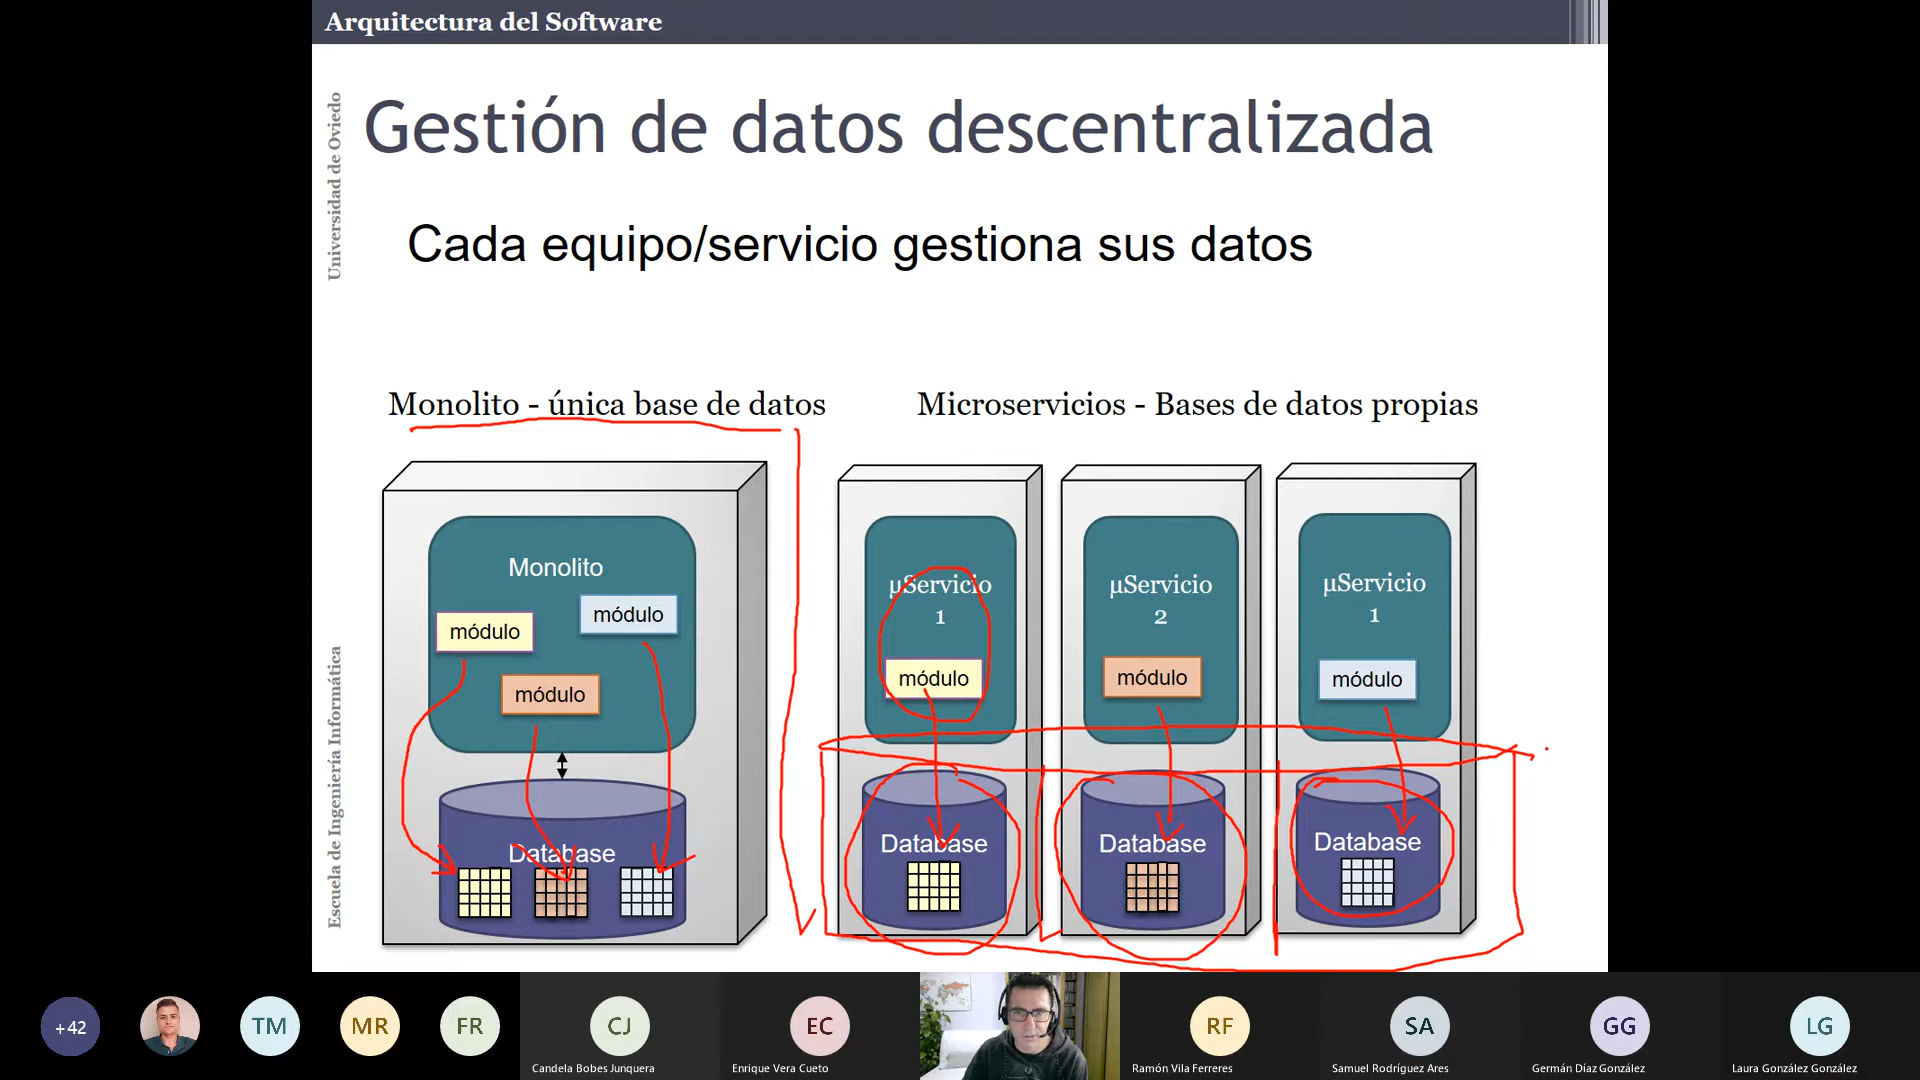 Arquitectura del Software
Universidad de Oviedo
Escuela de Ingeniería Informática
Gestión de datos descentralizada
Cada equipo/servicio gestiona sus datos
Monolito - única base de datos
Microservicios - Bases de datos propias
Monolito
módulo
módulo
módulo
Database
µServicio
1
módulo
Database
µServicio
2
módulo
Database
µServicio
1
módulo
Database
+42
TM
MR
FR
CJ
Candela Bobes Junquera
EC
Enrique Vera Cueto
RF
Ramón Vila Ferreres
SA
Samuel Rodríguez Ares
GG
Germán Díaz González
LG
Laura González González